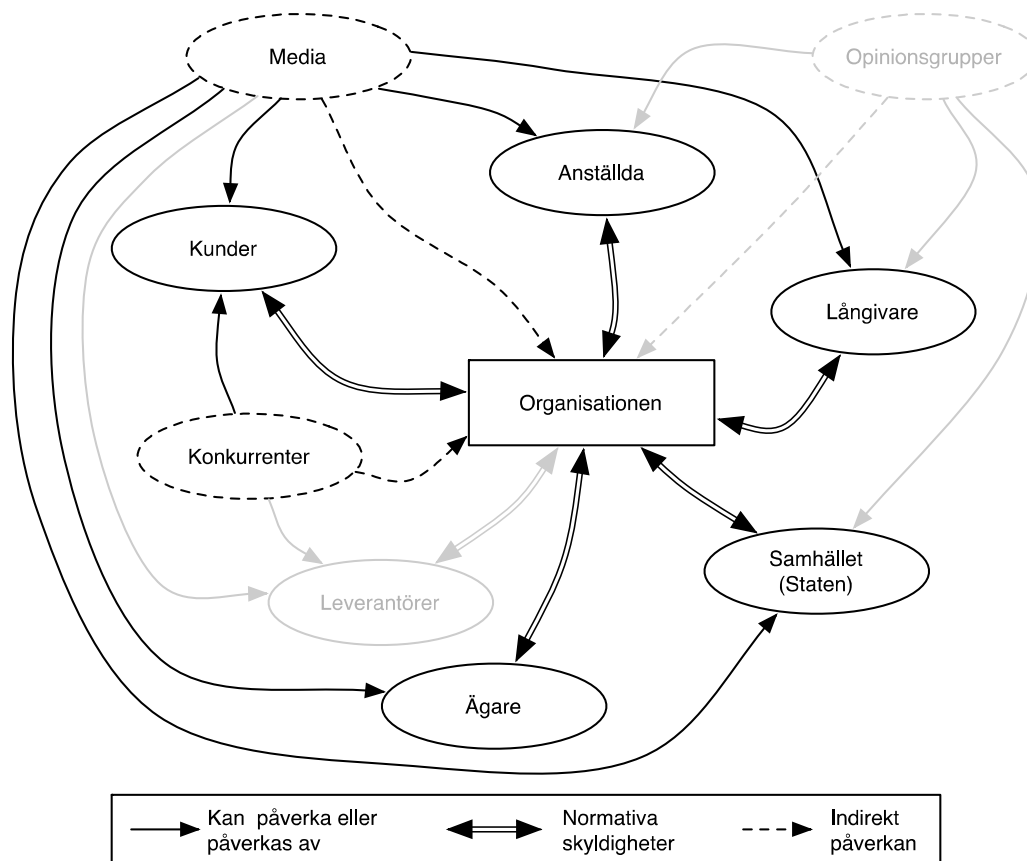 Media
Opinionsgrupper
Anställda
Kunder
Långivare
Organisationen
Konkurrenter
Samhället
(Staten)
Leverantörer
Ägare
Kan påverka eller
påverkas av
Normativa
skyldigheter
Indirekt
påverkan